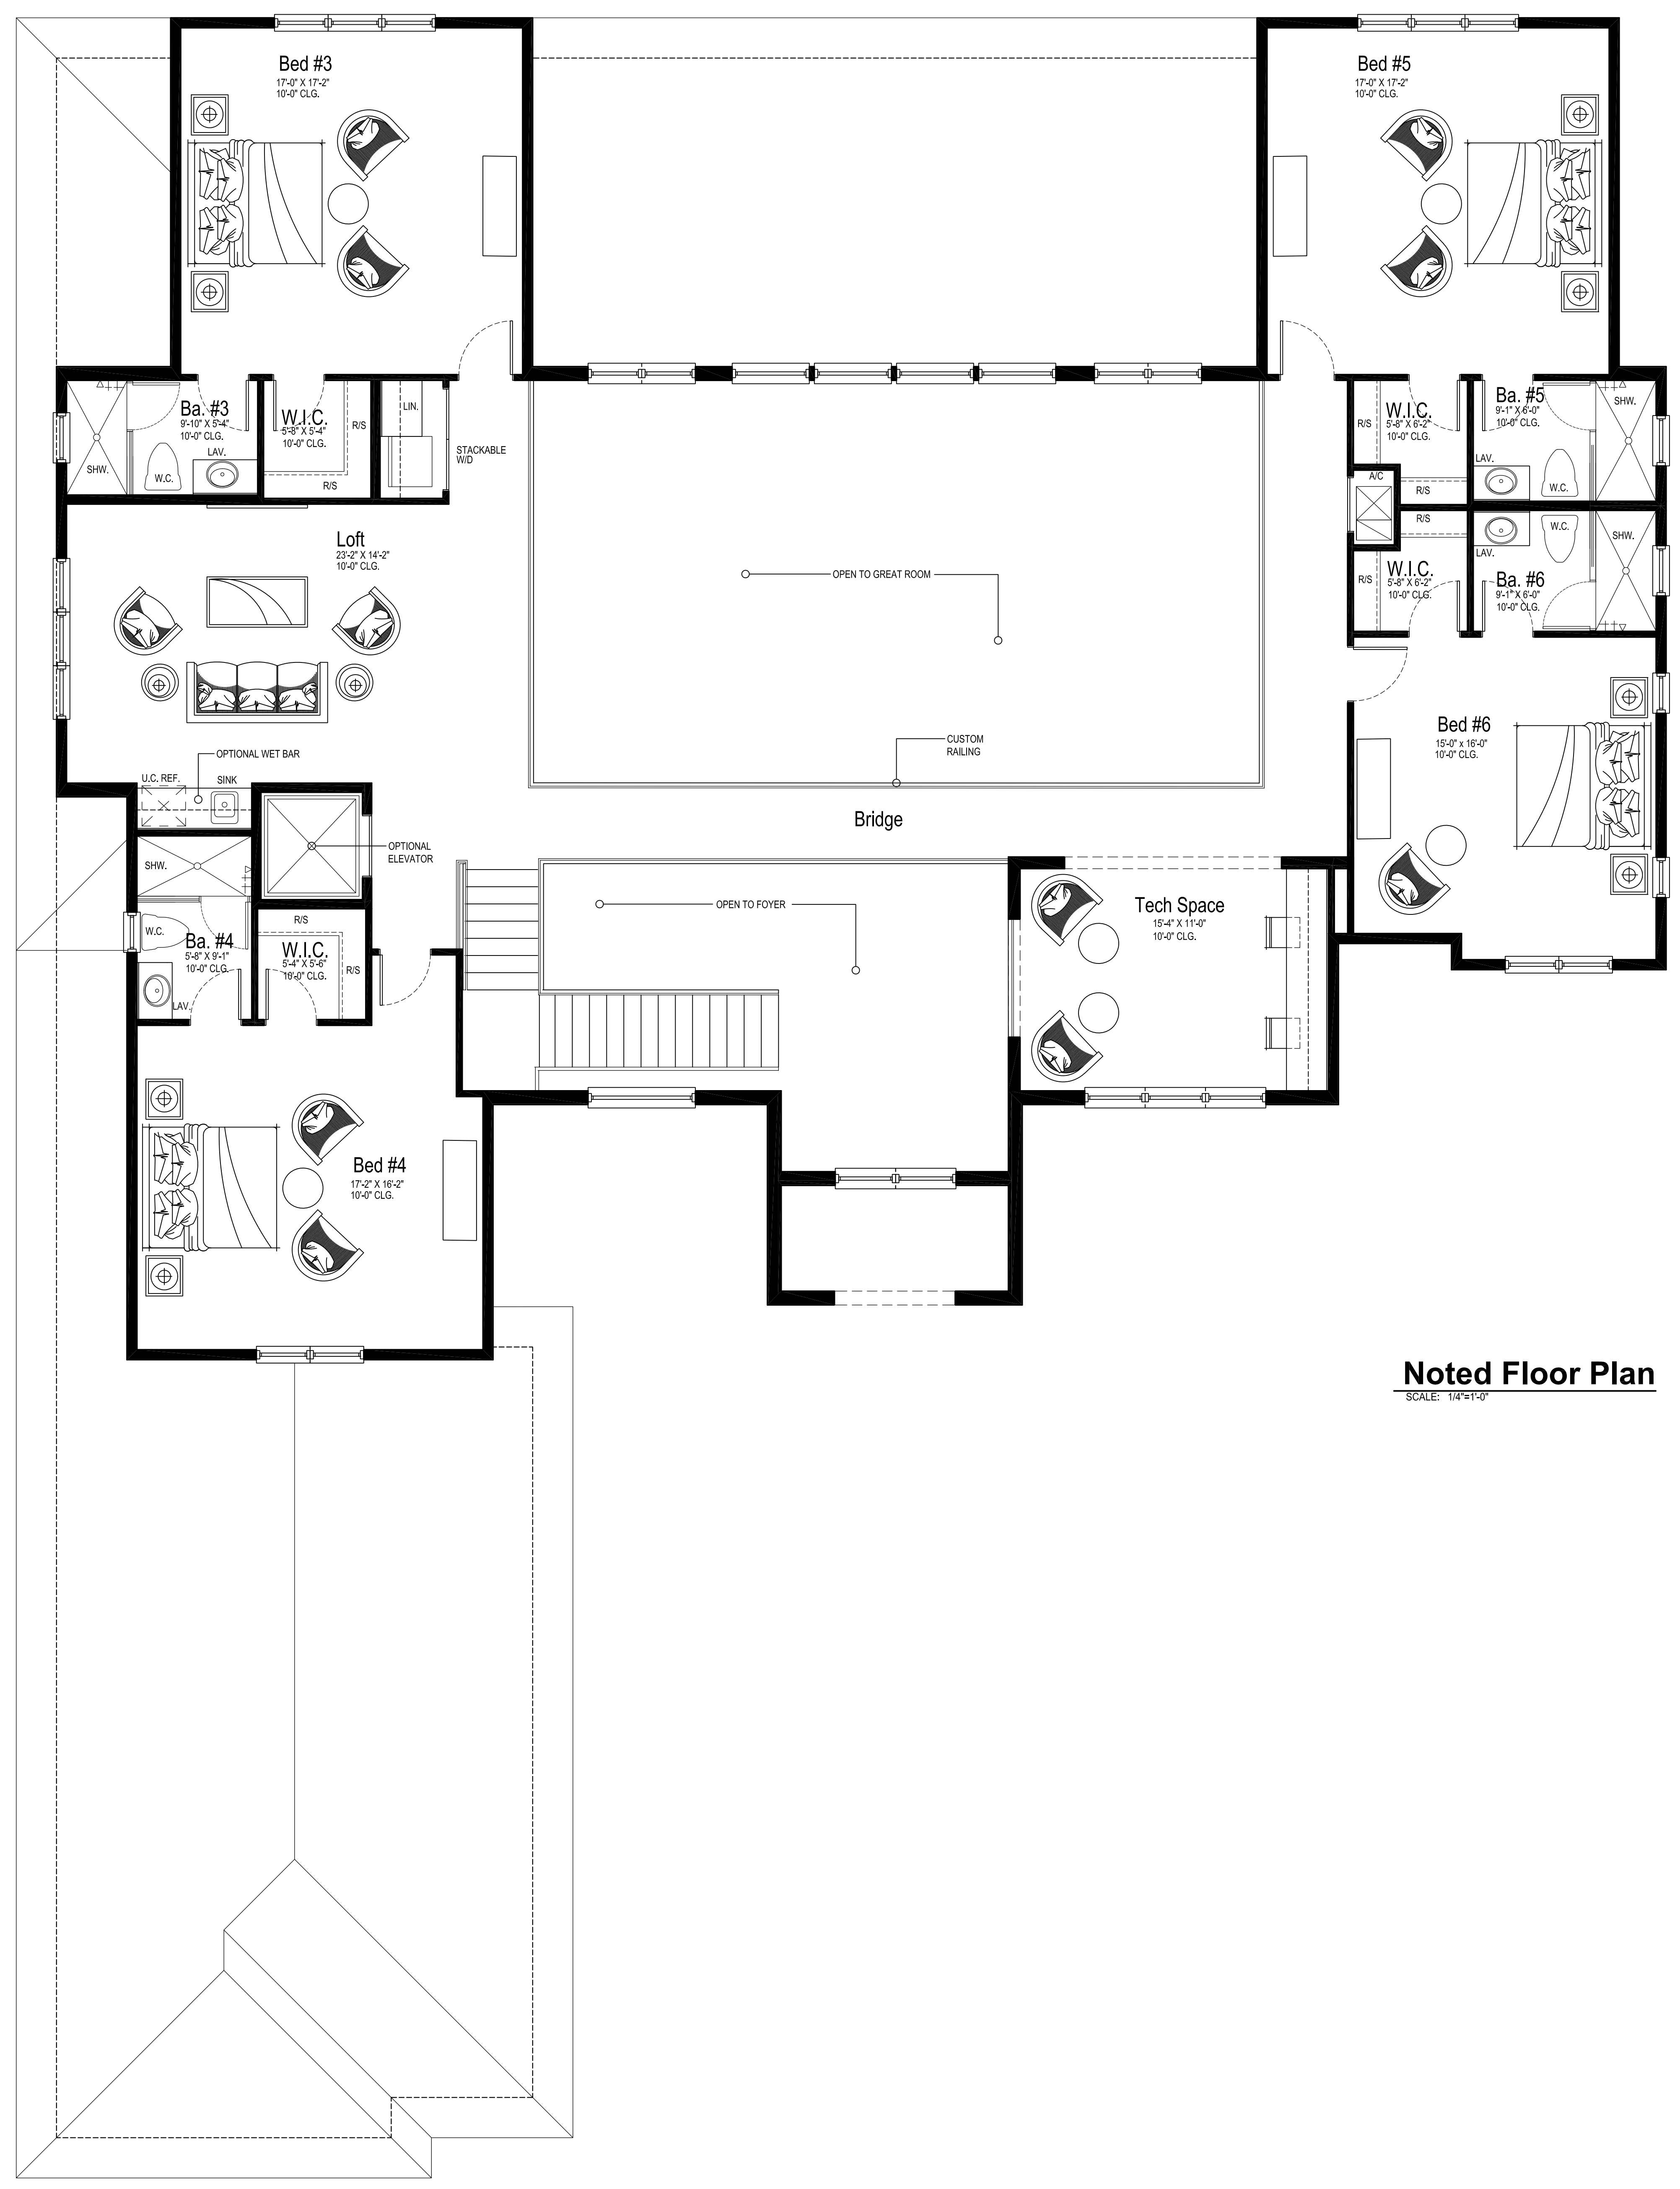 Bed #3
17'-0" X 17'-2"
10'-0" CLG.
Bed #5
17'-0" X 17'-2"
10'-0" CLG.
Ba. #3
9'-10" X 5'-4"
10'-0" CLG.
LAV.
SHW.
W.C.
W.I.C.
5'-8" X 5'-4"
10'-0" CLG.
R/S
R/S
LIN.
STACKABLE
W/D
W.I.C.
5'-8" X 6'-2"
10'-0" CLG.
R/S
R/S
A/C
Ba. #5
9'-1" X 6'-0"
10'-0" CLG.
SHW.
LAV.
W.C.
Loft
23'-2" X 14'-2"
10'-0" CLG.
OPEN TO GREAT ROOM
R/S
W.I.C.
5'-8" X 6'-2"
10'-0" CLG.
R/S
W.C.
SHW.
LAV.
Ba. #6
9'-1" X 6'-0"
10'-0" CLG.
Bed #6
15'-0" x 16'-0"
10'-0" CLG.
OPTIONAL WET BAR
U.C. REF.
SINK
CUSTOM
RAILING
Bridge
OPTIONAL
ELEVATOR
SHW.
W.C.
Ba. #4
5'-8" X 9'-1"
10'-0" CLG.
LAV.
R/S
W.I.C.
5'-4" X 5'-6"
10'-0" CLG.
R/S
OPEN TO FOYER
Tech Space
15'-4" X 11'-0"
10'-0" CLG.
Bed #4
17'-2" X 16'-2"
10'-0" CLG.
Noted Floor Plan
SCALE: 1/4"=1'-0"